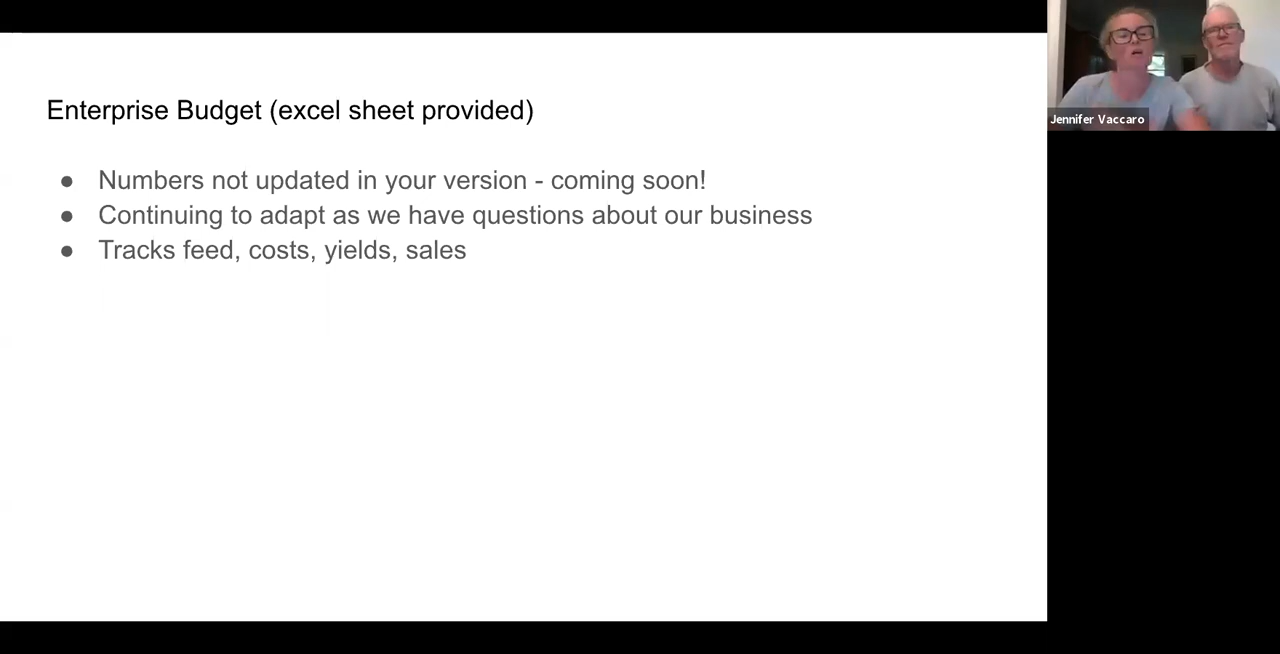 Enterprise Budget (excel sheet provided)
● Numbers not updated in your version - coming soon!
● Continuing to adapt as we have questions about our business
● Tracks feed, costs, yields, sales
Jennifer Vaccaro